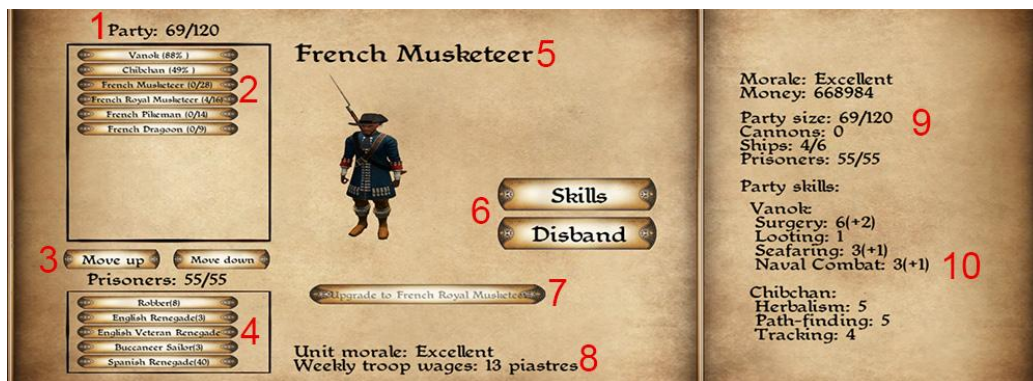 1 Party: 69/120
Vanok (88% )
Chibchan (49% )
French Musketeer (0/28)
French Royal Musketeer (4/16)
French Pikeman (0/14)
French Dragoon (0/9)
2
3
Move up
Move down
Prisoners: 55/55
Robber(8)
English Renegade(3)
English Veteran Renegade
Buccaneer Sailor(3)
Spanish Renegade(40)
4
French Musketeer 5
6
Skills
Disband
Upgrade to French Royal Musketeer
7
Unit morale: Excellent
Weekly troop wages: 13 piastres 8
Morale: Excellent
Money: 668984
Party size: 69/120
Cannons: 0
Ships: 4/6
Prisoners: 55/55
9
Party skills:
Vanok:
Surgery: 6(+2)
Looting: 1
Seafaring: 3(+1)
Naval Combat: 3(+1)
10
Chibchan:
Herbalism: 5
Path-finding: 5
Tracking: 4